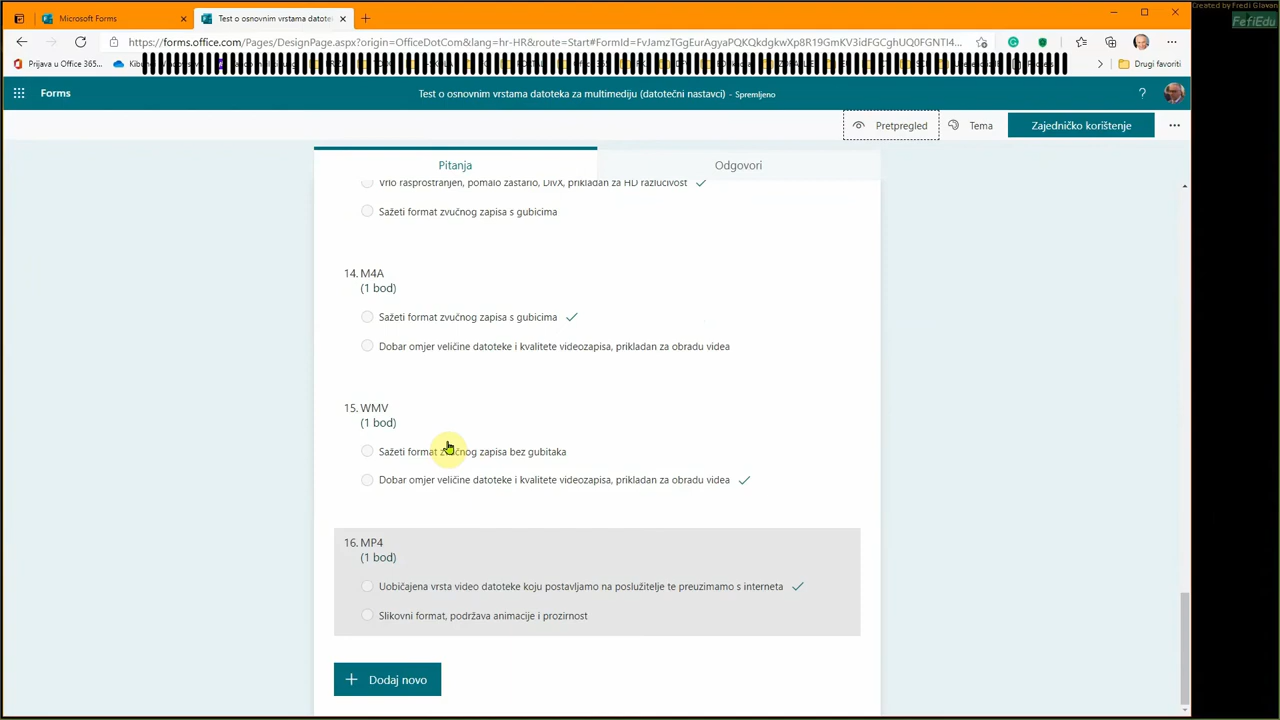 Created by Fredi Glavan
FefiEdu
Microsoft Forms
Test o osnovnim vrstama datoteka
https://forms.office.com/Pages/DesignPage.aspx?origin=OfficeDotCom&lang=hr-HR&route=Start#FormId=
Prijava u Office 365...
Drugi favoriti
Forms
Test o osnovnim vrstama datoteka za multimediju (datotečni nastavci) - Spremljeno
?
Pretpregled
Tema
Zajedničko korištenje
Pitanja
Odgovori
Vrlo rasprostranjen, pomalo zastario, DivX, prikladan za HD razlučivost
Sažeti format zvučnog zapisa s gubicima
14. M4A
(1 bod)
Sažeti format zvučnog zapisa s gubicima
Dobar omjer veličine datoteke i kvalitete videozapisa, prikladan za obradu videa
15. WMV
(1 bod)
Sažeti format zvučnog zapisa bez gubitaka
Dobar omjer veličine datoteke i kvalitete videozapisa, prikladan za obradu videa
16. MP4
(1 bod)
Uobičajena vrsta video datoteke koju postavljamo na poslužitelje te preuzimamo s interneta
Slikovni format, podržava animacije i prozirnost
+ Dodaj novo